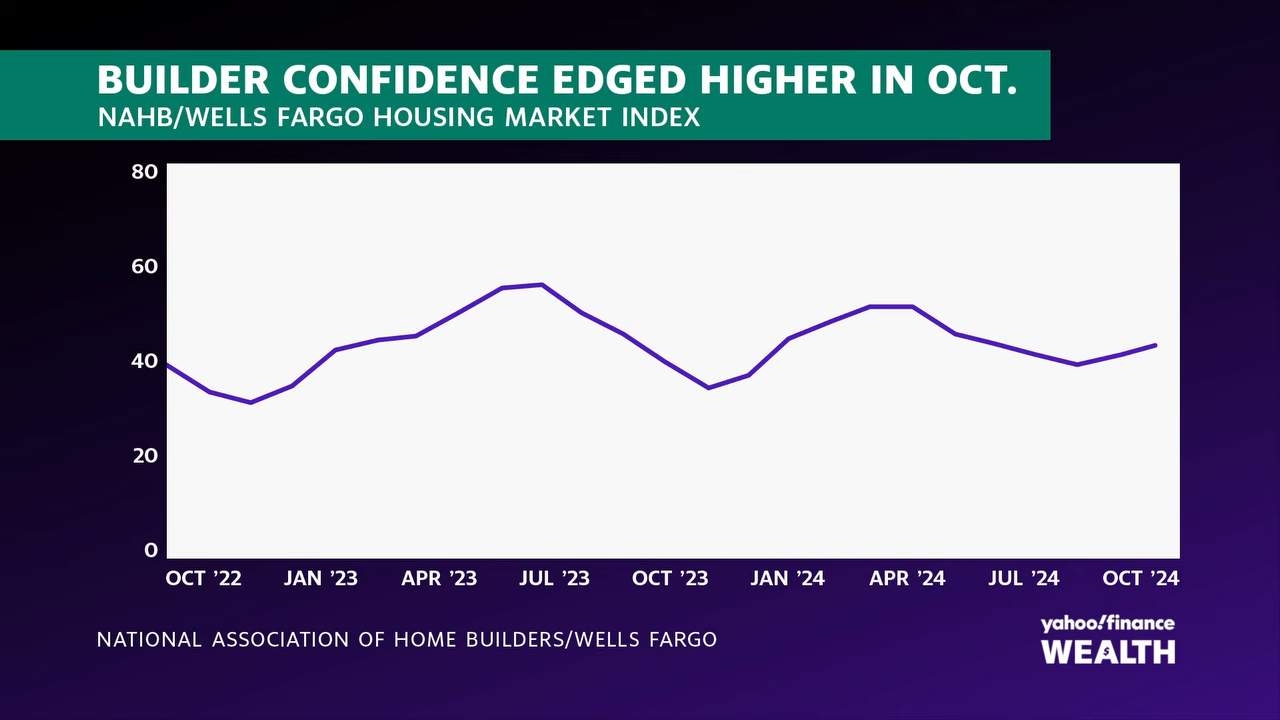 BUILDER CONFIDENCE EDGED HIGHER IN OCT.
NAHB/WELLS FARGO HOUSING MARKET INDEX
80
60
40
20
0
OCT ’22 JAN ’23 APR ’23 JUL ’23 OCT ’23 JAN ’24 APR ’24 JUL ’24 OCT ’24
NATIONAL ASSOCIATION OF HOME BUILDERS/WELLS FARGO
yahoo!finance
WEALTH